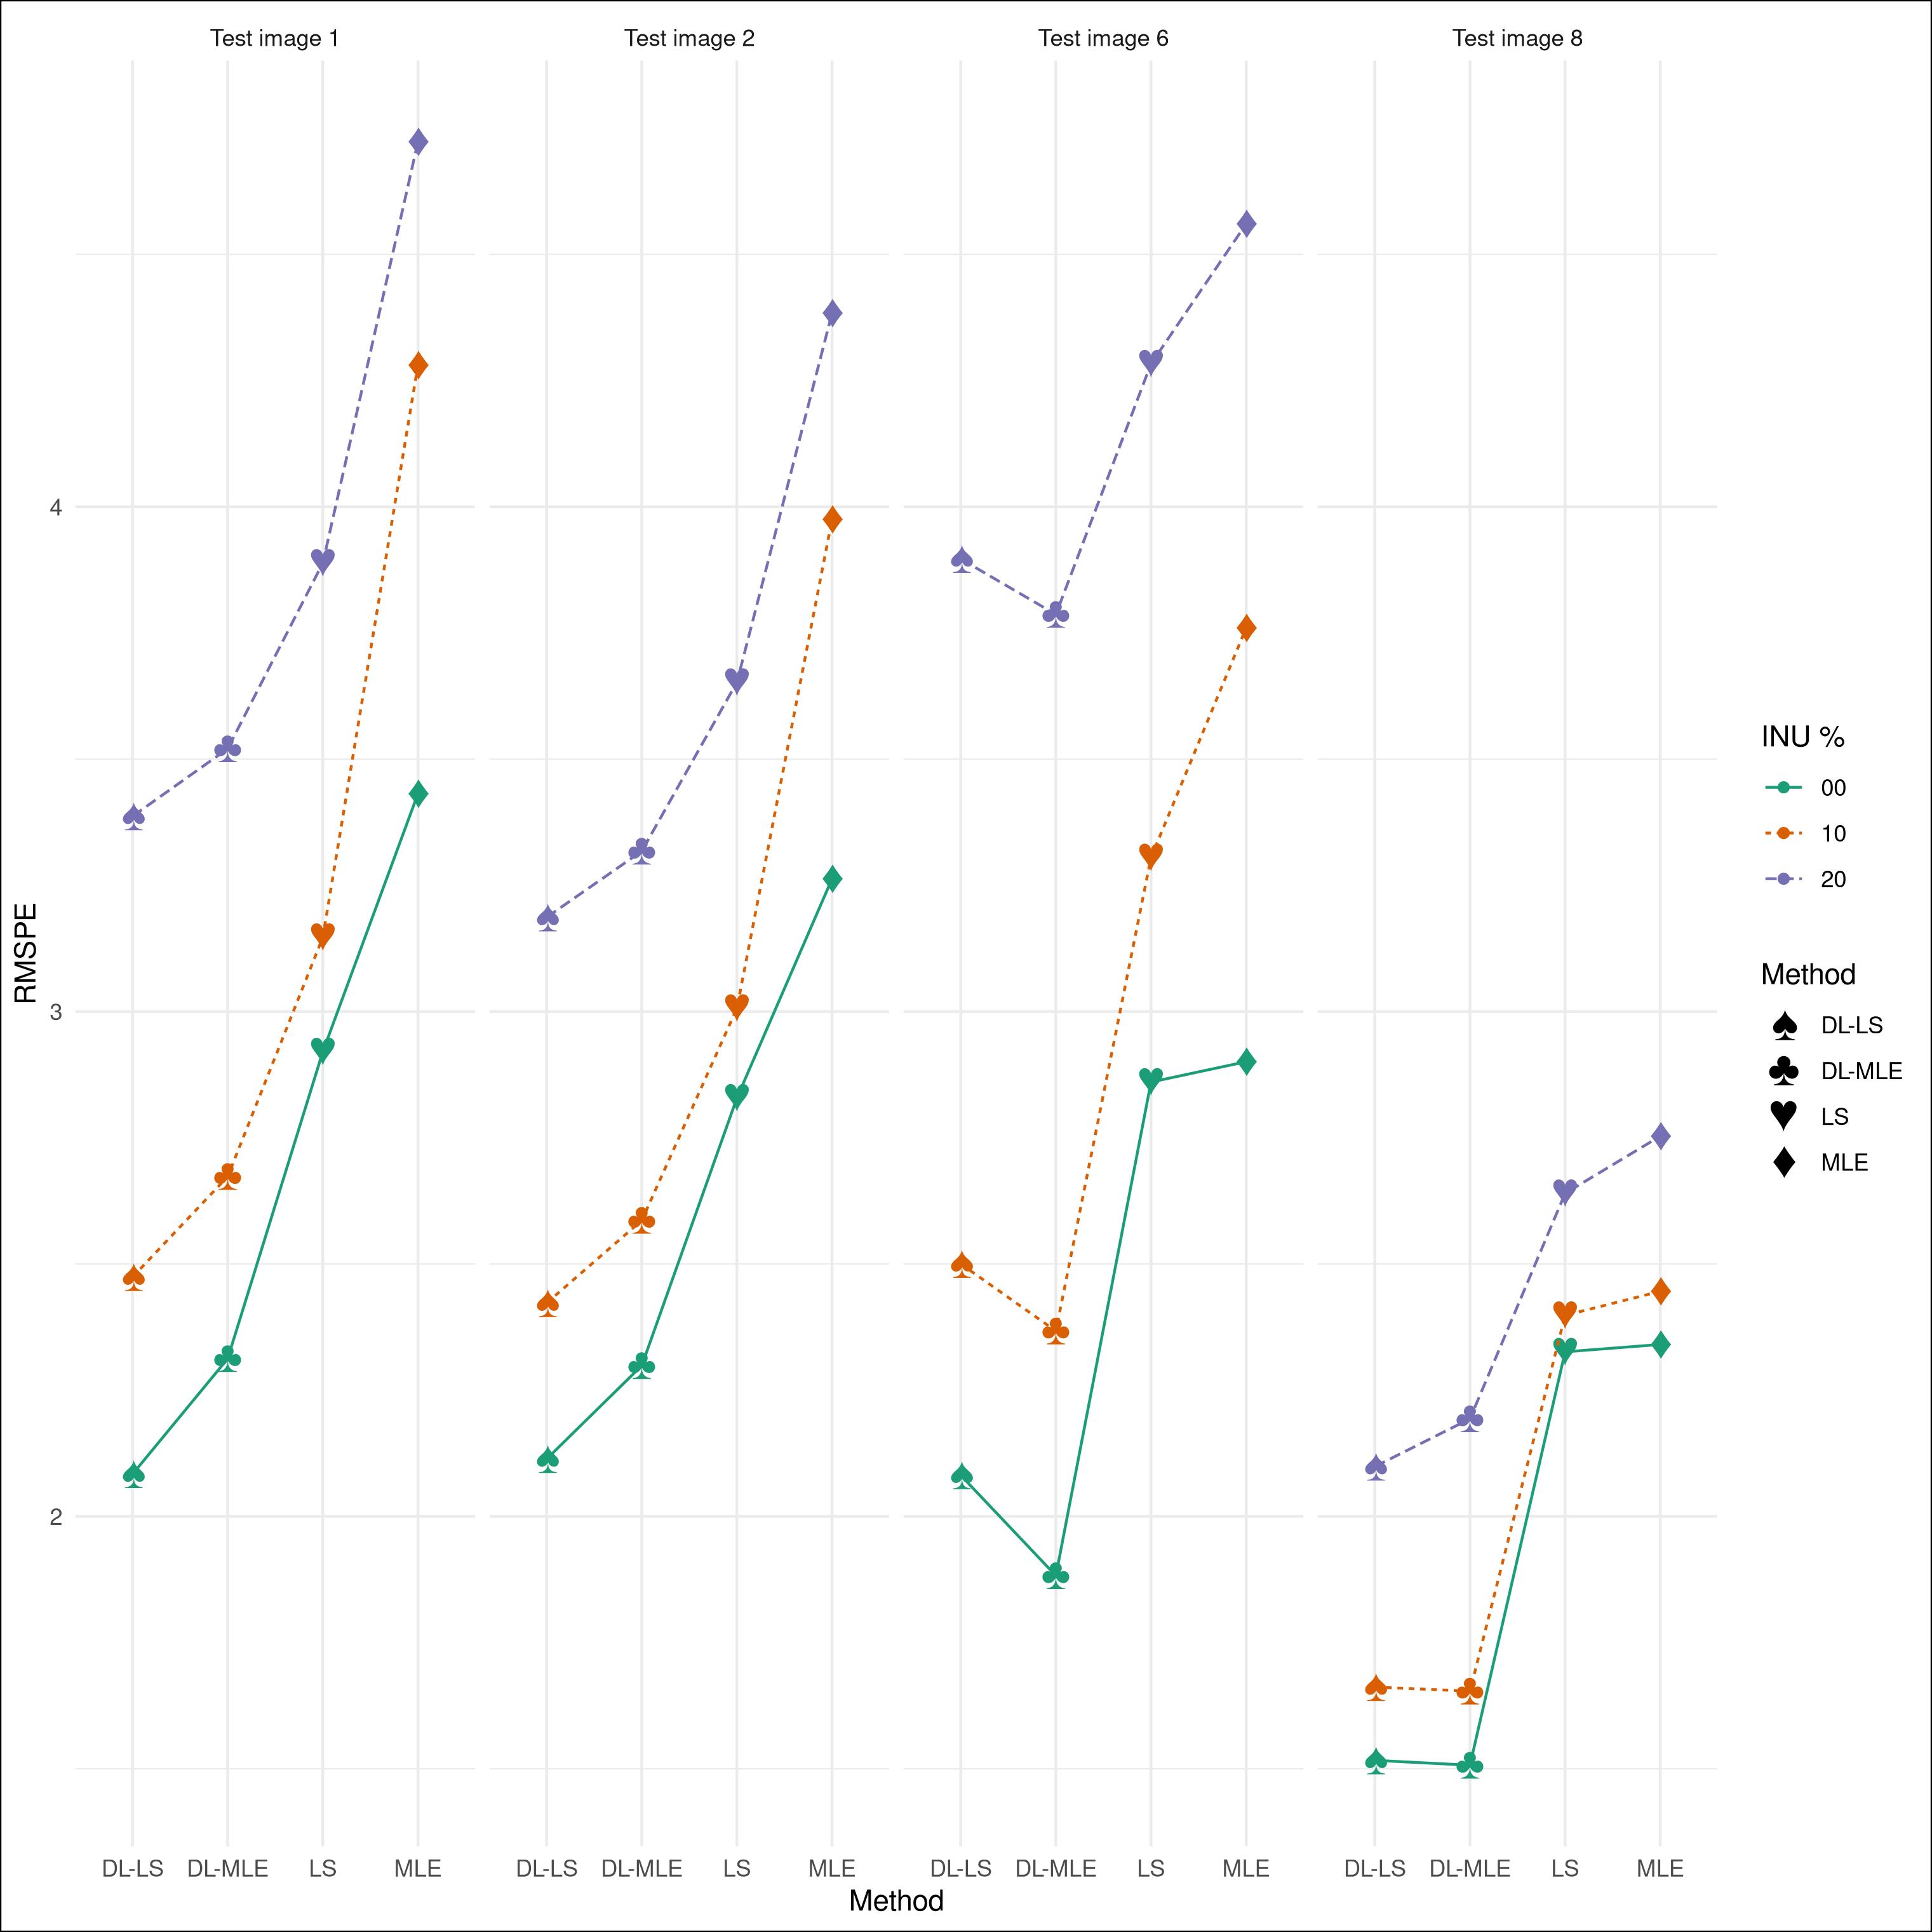 Test image 1 Test image 2 Test image 6 Test image 8
4
3
2
RMSPE
DL-LS DL-MLE LS MLE DL-LS DL-MLE LS MLE DL-LS DL-MLE LS MLE DL-LS DL-MLE LS MLE
Method
INU %
00
10
20
Method
DL-LS
DL-MLE
LS
MLE